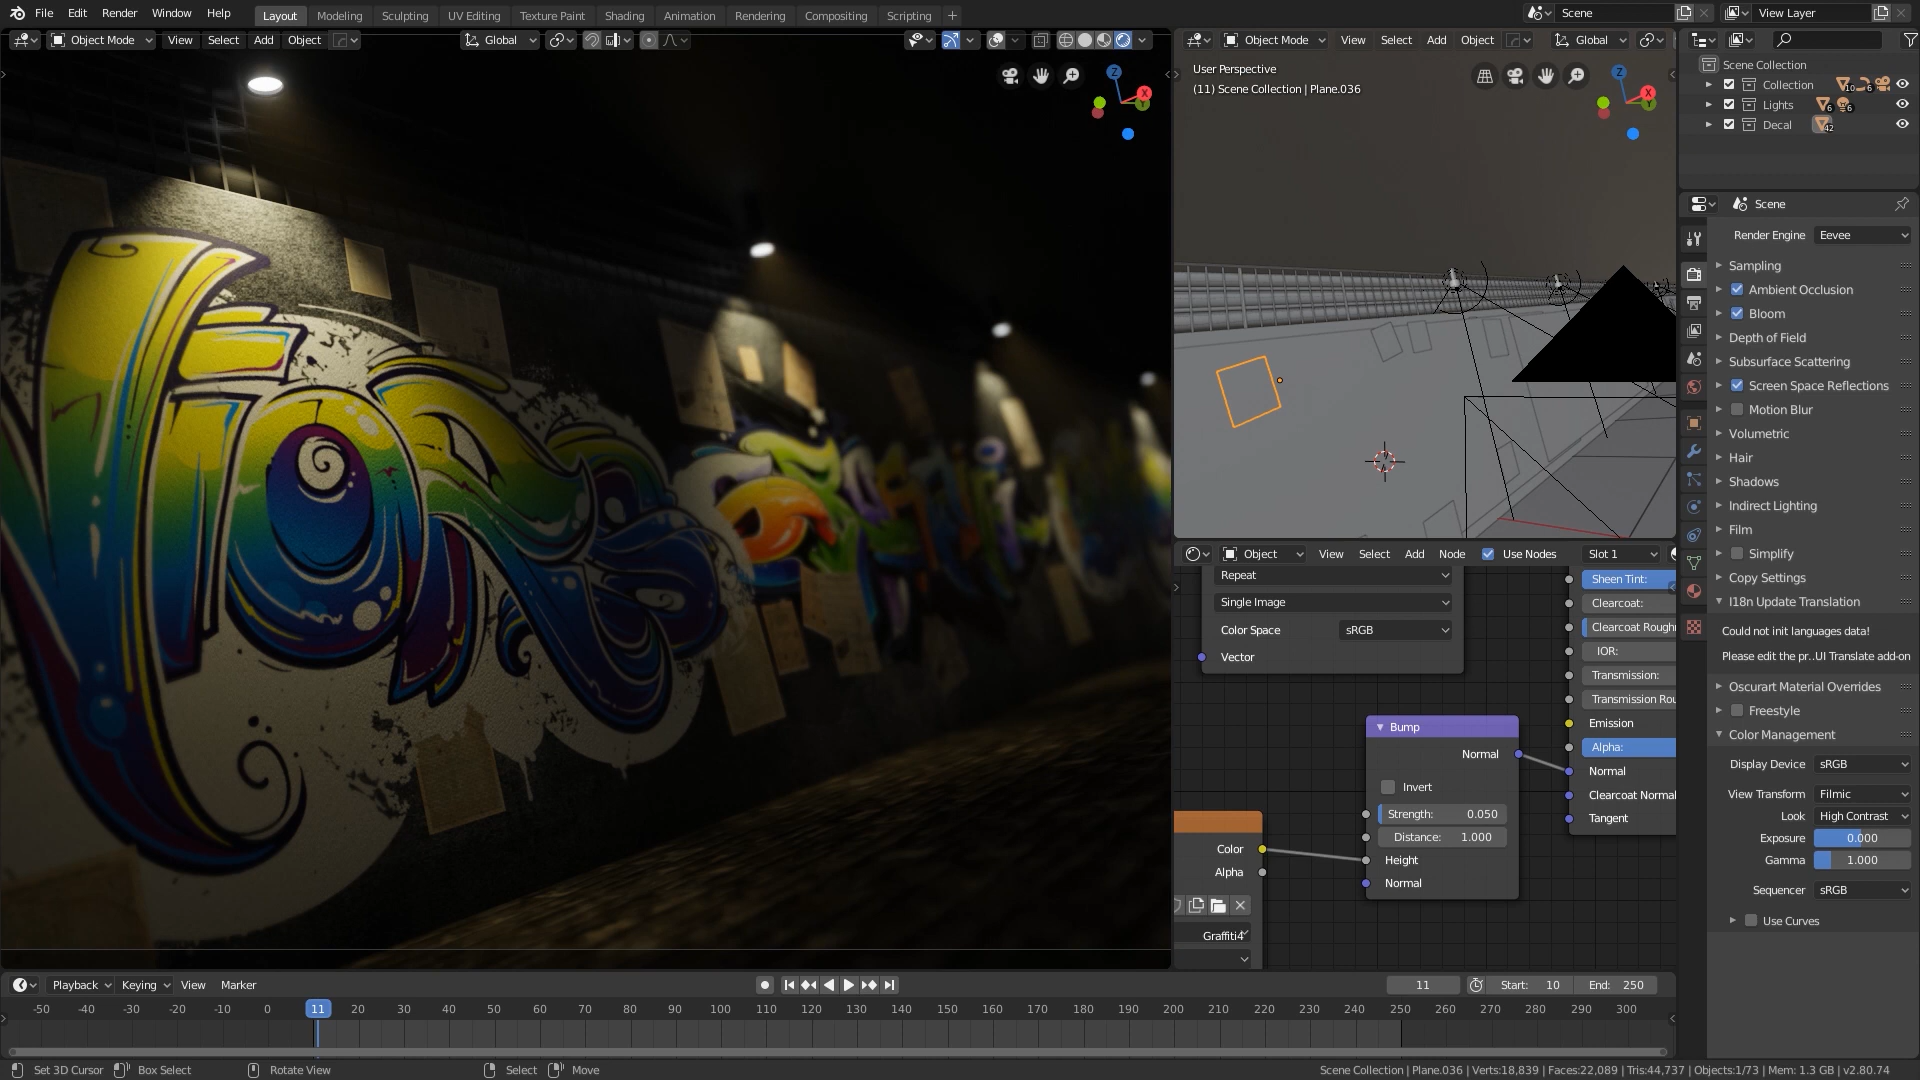 File Edit Render Window Help Layout Modeling Sculpting UV Editing Texture Paint Shading Animation Rendering Compositing Scripting + Scene View Layer
Object Mode View Select Add Object Global
Object Mode View Select Add Object Global
User Perspective
(11) Scene Collection | Plane.036
Scene Collection
Collection 10 6
Lights 6 6
Decal 42
Scene
Render Engine Eevee
Sampling
Ambient Occlusion
Bloom
Depth of Field
Subsurface Scattering
Screen Space Reflections
Motion Blur
Volumetric
Hair
Shadows
Indirect Lighting
Film
Simplify
Copy Settings
I18n Update Translation
Could not init languages data!
Please edit the pr..UI Translate add-on
Oscurart Material Overrides
Freestyle
Color Management
Display Device sRGB
View Transform Filmic
Look High Contrast
Exposure 0.000
Gamma 1.000
Sequencer sRGB
Use Curves
Object View Select Add Node Use Nodes Slot 1
Repeat
Single Image
Color Space sRGB
Vector
Sheen Tint:
Clearcoat:
Clearcoat Rough
IOR:
Transmission:
Transmission Rou
Emission
Alpha:
Normal
Clearcoat Normal
Tangent
Bump
Normal
Invert
Strength: 0.050
Distance: 1.000
Height
Normal
Color
Alpha
Graffiti4
Playback Keying View Marker 11 Start: 10 End: 250
-50 -40 -30 -20 -10 0 11 20 30 40 50 60 70 80 90 100 110 120 130 140 150 160 170 180 190 200 210 220 230 240 250 260 270 280 290 300
Set 3D Cursor Box Select Rotate View Select Move Scene Collection | Plane.036 | Verts:18,839 | Faces:22,089 | Tris:44,737 | Objects:1/73 | Mem: 1.3 GB | v2.80.74